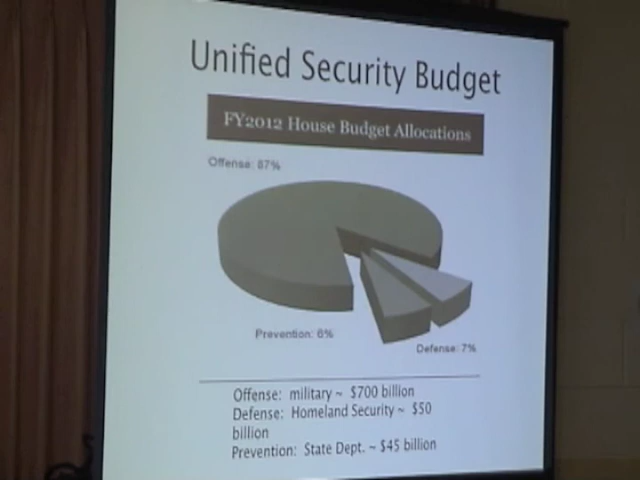 Unified Security Budget
FY2012 House Budget Allocations
Offense: 87%
Prevention: 6%
Defense: 7%
Offense: military ~ $700 billion
Defense: Homeland Security ~ $50
billion
Prevention: State Dept. ~ $45 billion